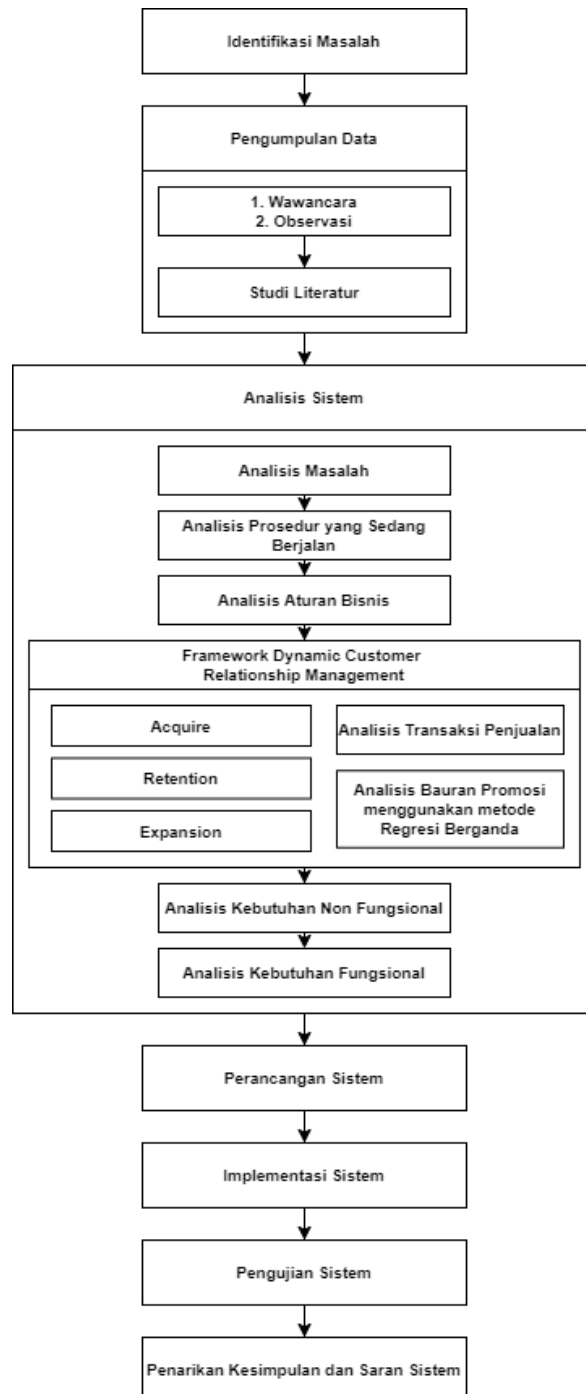 Identifikasi Masalah
Pengumpulan Data
1. Wawancara
2. Observasi
Studi Literatur
Analisis Sistem
Analisis Masalah
Analisis Prosedur yang Sedang
Berjalan
Analisis Aturan Bisnis
Framework Dynamic Customer
Relationship Management
Acquire
Retention
Expansion
Analisis Transaksi Penjualan
Analisis Bauran Promosi
menggunakan metode
Regresi Berganda
Analisis Kebutuhan Non Fungsional
Analisis Kebutuhan Fungsional
Perancangan Sistem
Implementasi Sistem
Pengujian Sistem
Penarikan Kesimpulan dan Saran Sistem